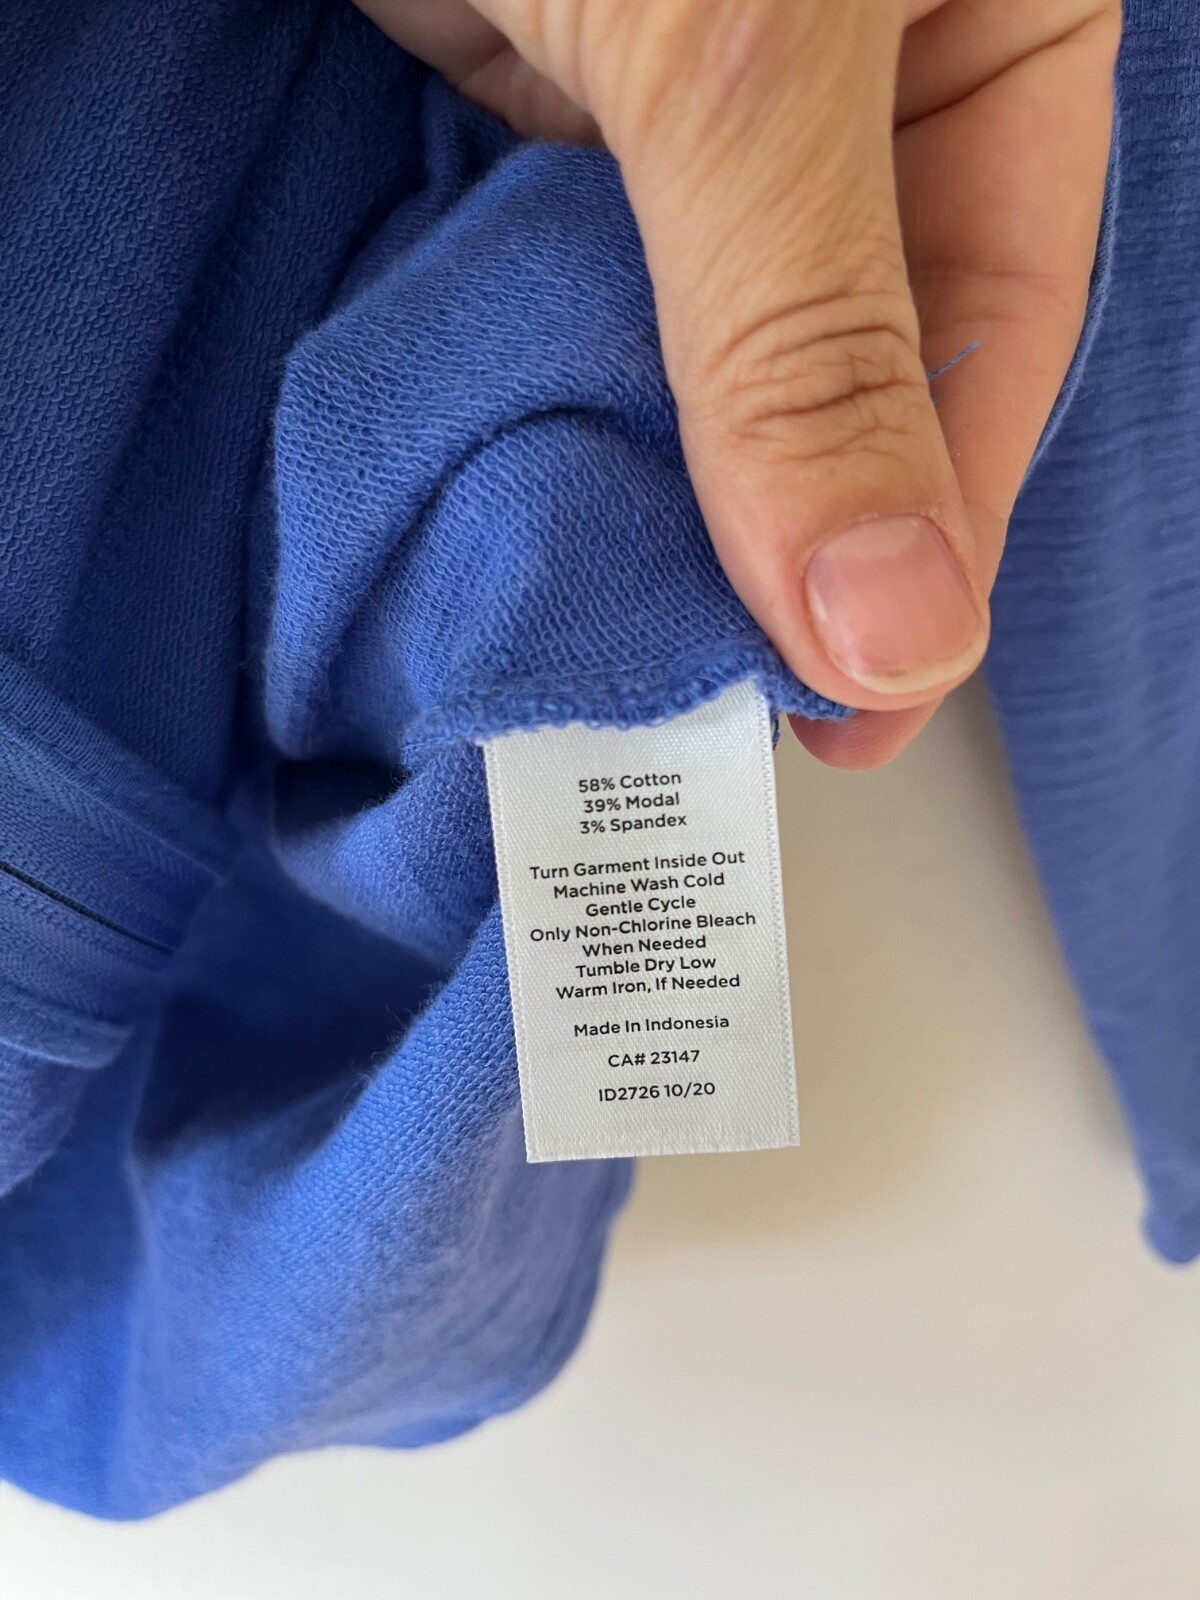 58% Cotton
39% Modal
3% Spandex
Turn Garment Inside Out
Machine Wash Cold
Gentle Cycle
Only Non-Chlorine Bleach
When Needed
Tumble Dry Low
Warm Iron, If Needed
Made In Indonesia
CA# 23147
ID2726 10/20